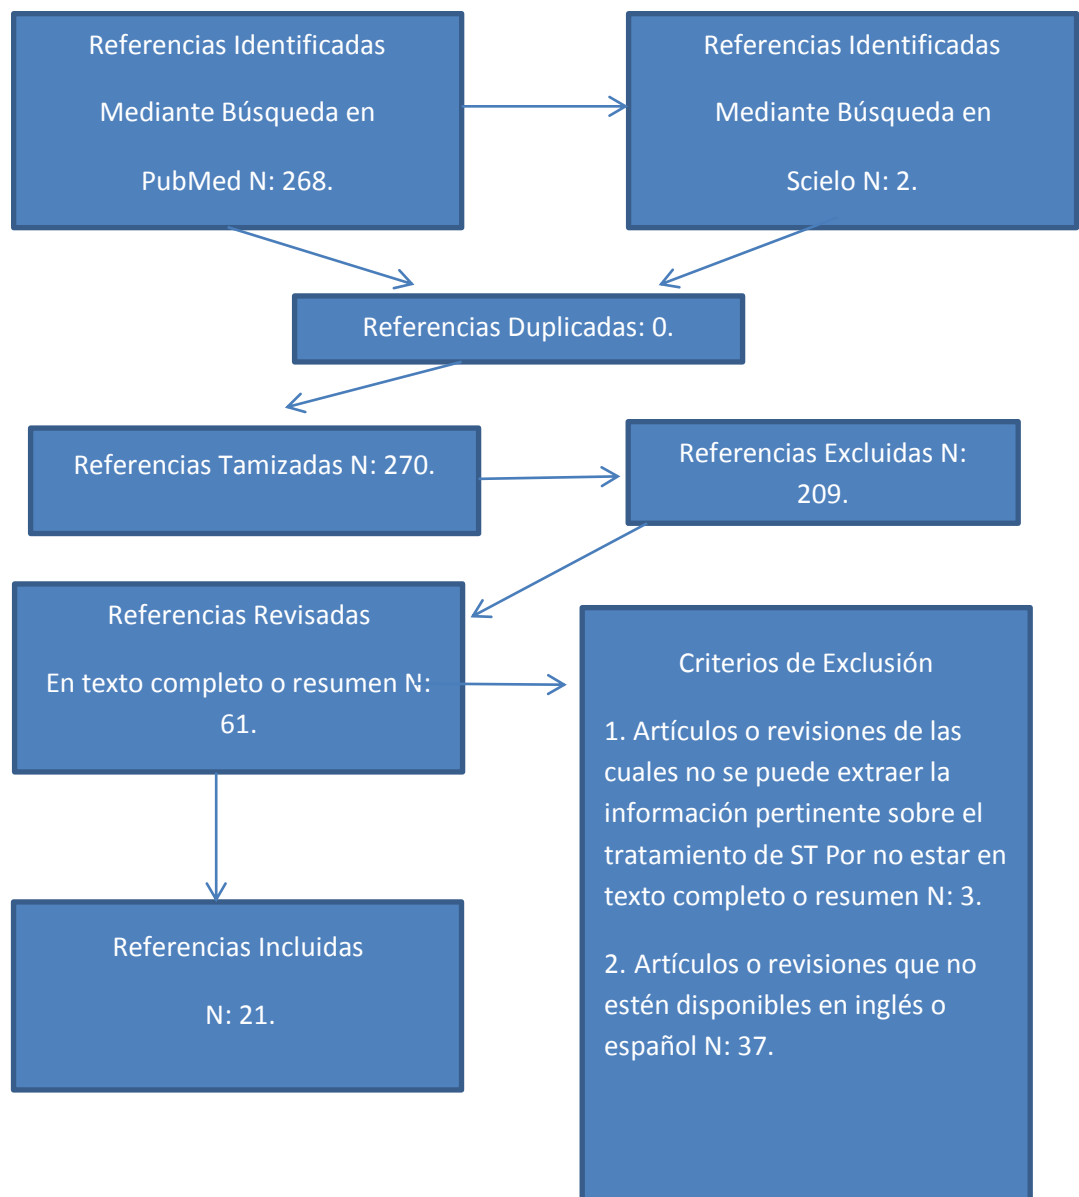 Referencias Identificadas
Mediante Búsqueda en
PubMed N: 268.
Referencias Identificadas
Mediante Búsqueda en
Scielo N: 2.
Referencias Duplicadas: 0.
Referencias Tamizadas N: 270.
Referencias Excluidas N:
209.
Referencias Revisadas
En texto completo o resumen N:
61.
Criterios de Exclusión
1. Artículos o revisiones de las
cuales no se puede extraer la
información pertinente sobre el
tratamiento de ST Por no estar en
texto completo o resumen N: 3.
2. Artículos o revisiones que no
estén disponibles en inglés o
español N: 37.
Referencias Incluidas
N: 21.